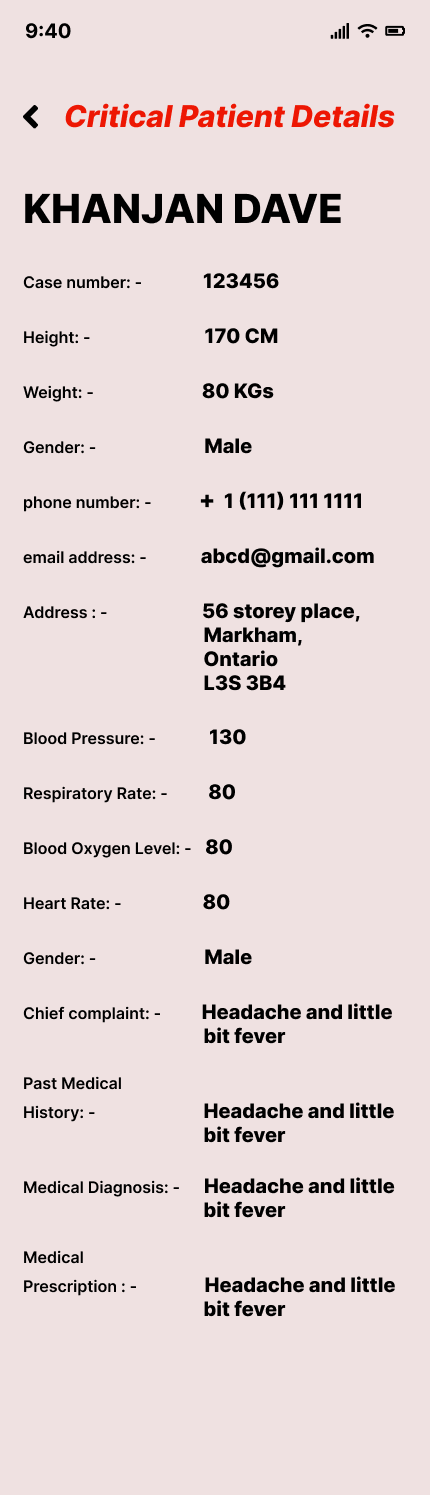 9:40
Critical Patient Details
KHANJAN DAVE
Case number: - 123456
Height: - 170 CM
Weight: - 80 KGs
Gender: - Male
phone number: - + 1 (111) 111 1111
email address: - abcd@gmail.com
Address : - 56 storey place,
Markham,
Ontario
L3S 3B4
Blood Pressure: - 130
Respiratory Rate: - 80
Blood Oxygen Level: - 80
Heart Rate: - 80
Gender: - Male
Chief complaint: - Headache and little
bit fever
Past Medical
History: - Headache and little
bit fever
Medical Diagnosis: - Headache and little
bit fever
Medical
Prescription : - Headache and little
bit fever